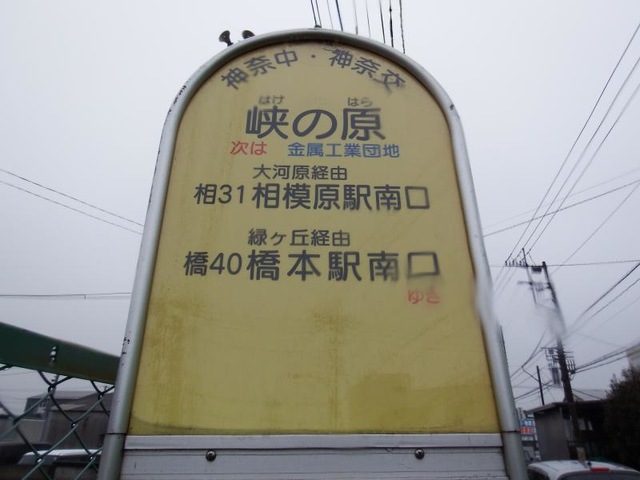 神奈中・神奈交
はけ はら
峡の原
次は 金属工業団地
大河原経由
相31相模原駅南口
緑ヶ丘経由
橋40橋本駅南口
ゆき